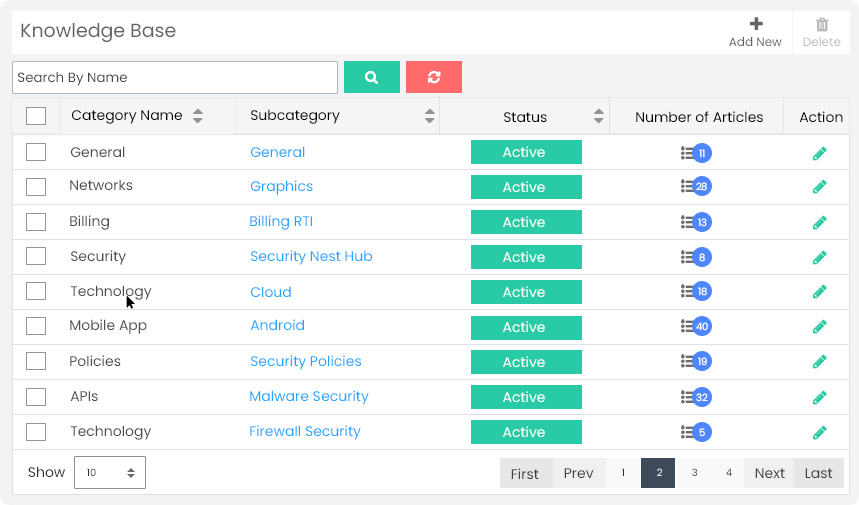 Knowledge Base
Add New Delete
Search By Name
Category Name Subcategory Status Number of Articles Action
General General Active 11
Networks Graphics Active 28
Billing Billing RTI Active 13
Security Security Nest Hub Active 8
Technology Cloud Active 18
Mobile App Android Active 40
Policies Security Policies Active 19
APIs Malware Security Active 32
Technology Firewall Security Active 5
Show 10 First Prev 1 2 3 4 Next Last